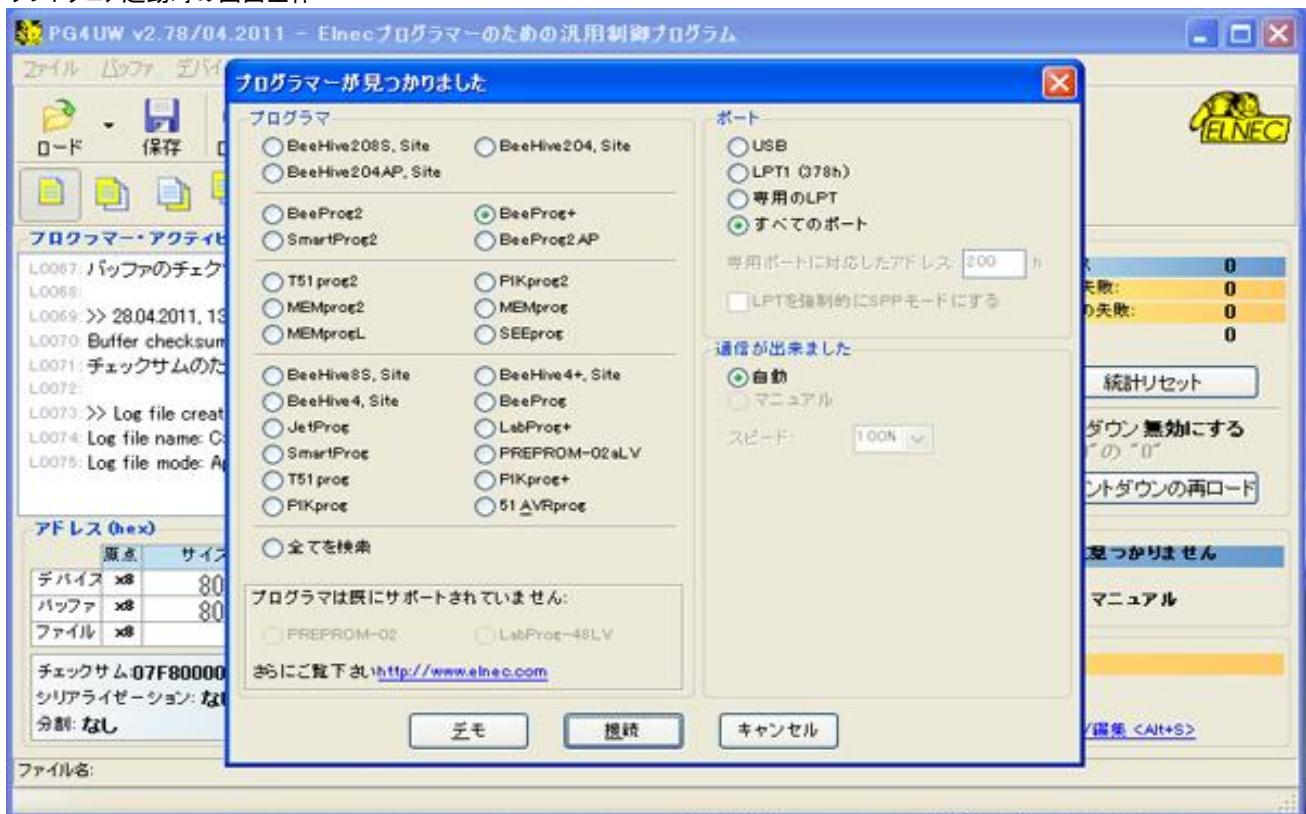 PG4UW v2.78/04.2011 - Elnecプログラマーのための汎用制御プログラム
ファイル バッファ デバイ
ロード 保存
ELNEC
プログラマー・アクティビ
L0067: バッファのチェク
L0068:
L0069: >> 28.04.2011, 13
L0070: Buffer checksum
L0071: チェックサムのた
L0072:
L0073: >> Log file creat
L0074: Log file name: C:
L0075: Log file mode: A
アドレス (hex)
原点 サイズ
デバイス x8 80
バッファ x8 80
ファイル x8
チェックサム:07F80000
シリアライゼーション: なし
分割: なし
ファイル名:
プログラマーが見つかりました
プログラマ
BeeHive208S, Site BeeHive204, Site
BeeHive204AP, Site
BeeProg2 BeeProg+
SmartProg2 BeeProg2AP
T51prog2 PIKprog2
MEMprog2 MEMprog
MEMprogL SEEprog
BeeHive8S, Site BeeHive4+, Site
BeeHive4, Site BeeProg
JetProg LabProg+
SmartProg PREPROM-02aLV
T51prog PIKprog+
PIKprog 51AVRprog
全てを検索
プログラマは既にサポートされていません:
PREPROM-02 LabProg-48LV
さらにご覧下さいhttp://www.elnec.com
ポート
USB
LPT1 (378h)
専用のLPT
すべてのポート
専用ポートに対応したアドレス: 200 h
LPTを強制的にSPPモードにする
通信が出来ました
自動
マニュアル
スピード: 100%
デモ 接続 キャンセル
0
失敗: 0
の失敗: 0
0
統計リセット
ダウン 無効にする
の "0"
ントダウンの再ロード
見つかりません
マニュアル
/編集 <Alt+S>